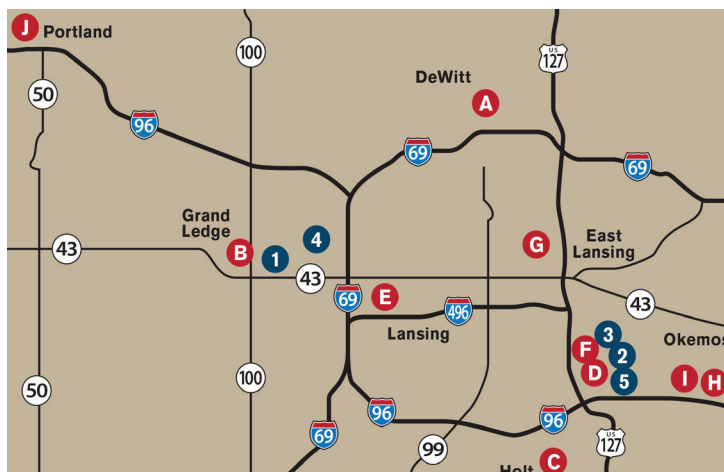 J Portland
100
US
127
50
DeWitt
A
96
69
69
Grand
Ledge
B
1
4
G
East
Lansing
43
43
69
E
496
43
Lansing
3
Okemos
F
2
D
5
I
H
50
100
96
96
69
99
US
127
Holt
C